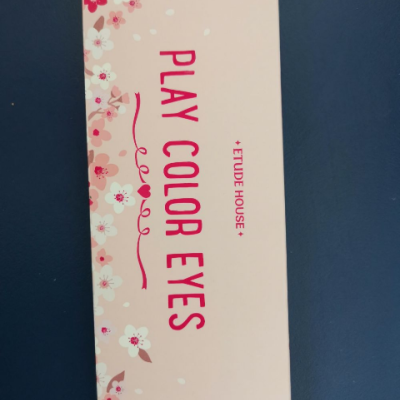 + ETUDE HOUSE +
PLAY COLOR EYES